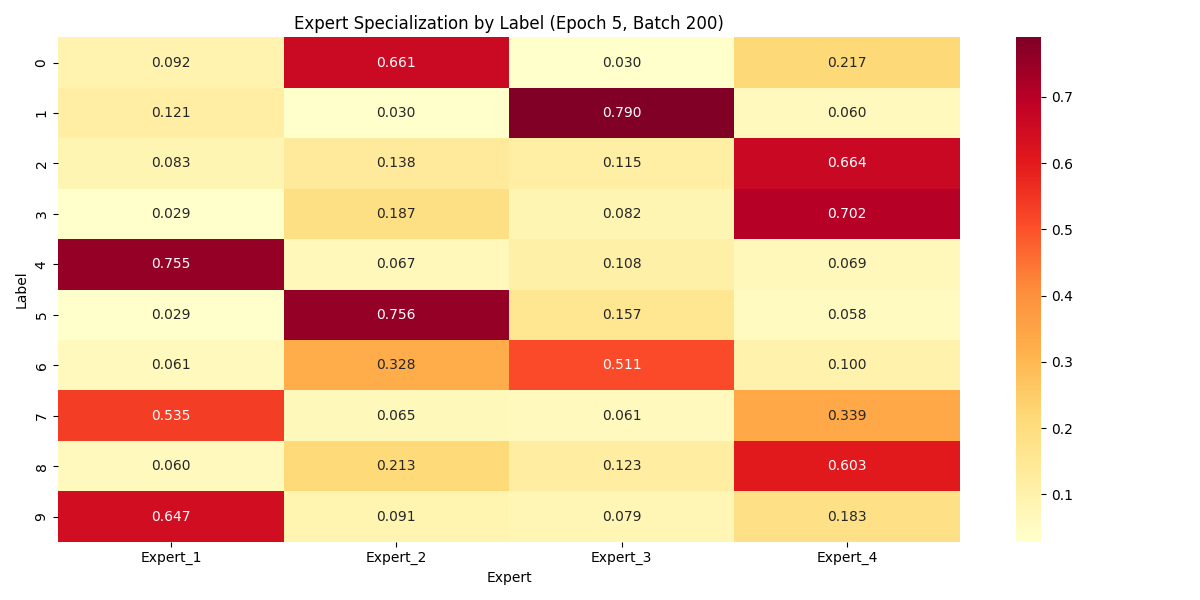 Expert Specialization by Label (Epoch 5, Batch 200)
0 0.092 0.661 0.030 0.217
1 0.121 0.030 0.790 0.060
2 0.083 0.138 0.115 0.664
3 0.029 0.187 0.082 0.702
4 0.755 0.067 0.108 0.069
5 0.029 0.756 0.157 0.058
6 0.061 0.328 0.511 0.100
7 0.535 0.065 0.061 0.339
8 0.060 0.213 0.123 0.603
9 0.647 0.091 0.079 0.183
Label
Expert_1 Expert_2 Expert_3 Expert_4
Expert
0.7
0.6
0.5
0.4
0.3
0.2
0.1